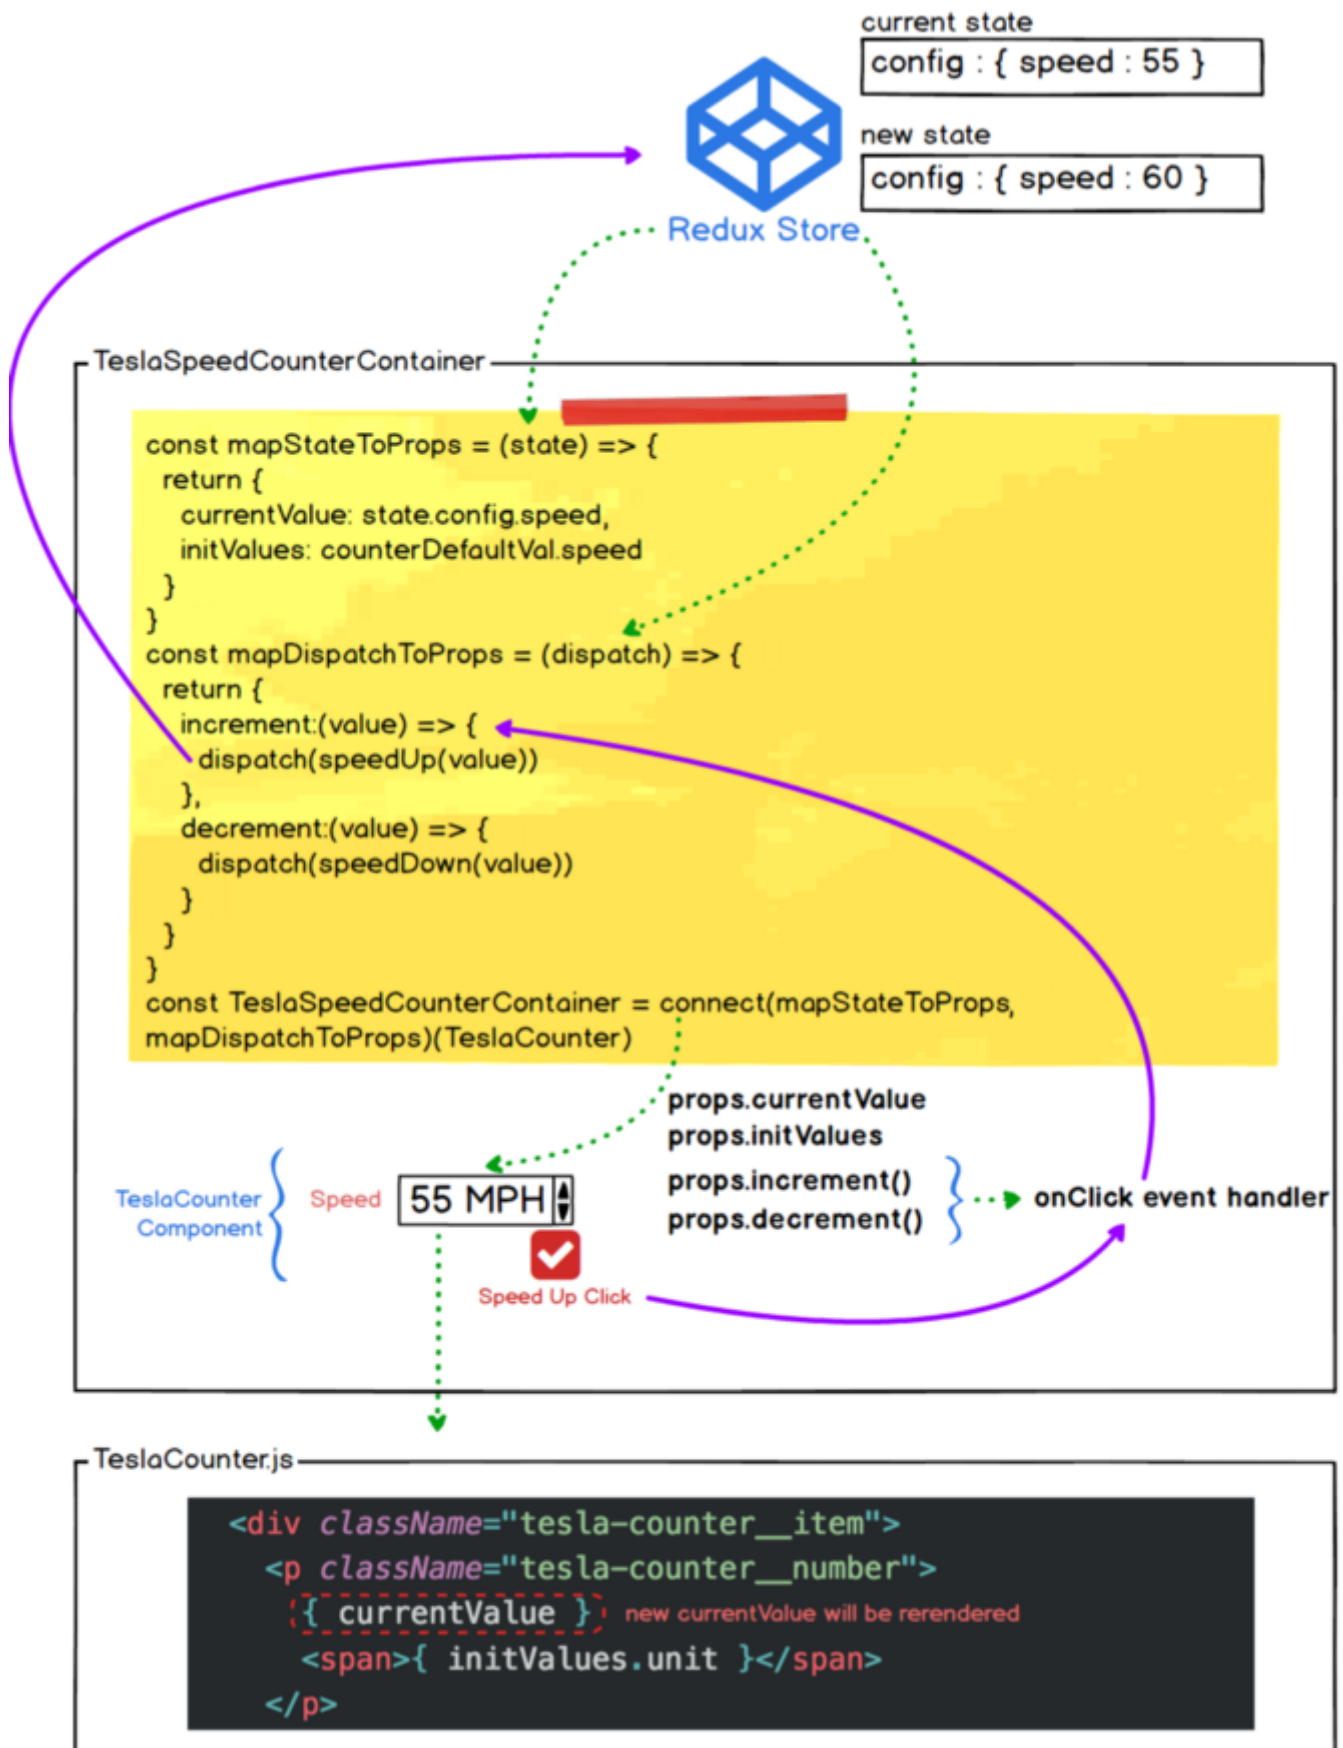 current state
config : { speed : 55 }
new state
config : { speed : 60 }
Redux Store
TeslaSpeedCounterContainer
const mapStateToProps = (state) => {
return {
currentValue: state.config.speed,
initValues: counterDefaultVal.speed
}
}
const mapDispatchToProps = (dispatch) => {
return {
increment:(value) => {
dispatch(speedUp(value))
},
decrement:(value) => {
dispatch(speedDown(value))
}
}
}
const TeslaSpeedCounterContainer = connect(mapStateToProps,
mapDispatchToProps)(TeslaCounter)
props.currentValue
props.initValues
props.increment()
props.decrement()
onClick event handler
TeslaCounter
Component
Speed
55 MPH
Speed Up Click
TeslaCounter.js
<div className="tesla-counter__item">
<p className="tesla-counter__number">
{ currentValue } new currentValue will be rerendered
<span>{ initValues.unit }</span>
</p>